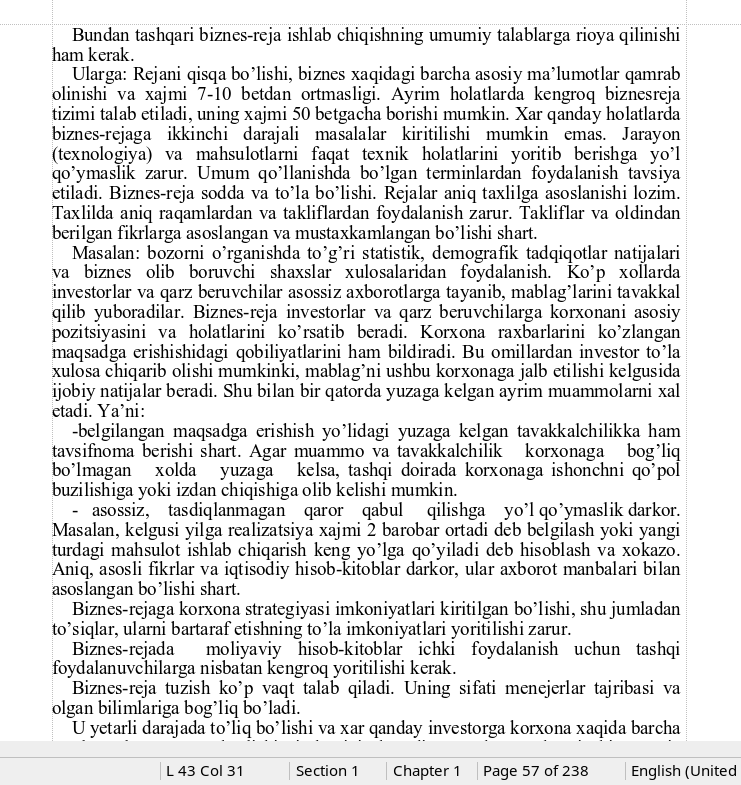 Bundan tashqari biznes-reja ishlab chiqishning umumiy talablarga rioya qilinishi
ham kerak.
Ularga: Rejani qisqa bo’lishi, biznes xaqidagi barcha asosiy ma’lumotlar qamrab
olinishi va xajmi 7-10 betdan ortmasligi. Ayrim holatlarda kengroq biznesreja
tizimi talab etiladi, uning xajmi 50 betgacha borishi mumkin. Xar qanday holatlarda
biznes-rejaga ikkinchi darajali masalalar kiritilishi mumkin emas. Jarayon
(texnologiya) va mahsulotlarni faqat texnik holatlarini yoritib berishga yo’l
qo’ymaslik zarur. Umum qo’llanishda bo’lgan terminlardan foydalanish tavsiya
etiladi. Biznes-reja sodda va to’la bo’lishi. Rejalar aniq taxlilga asoslanishi lozim.
Taxlilda aniq raqamlardan va takliflardan foydalanish zarur. Takliflar va oldindan
berilgan fikrlarga asoslangan va mustaxkamlangan bo’lishi shart.
Masalan: bozorni o’rganishda to’g’ri statistik, demografik tadqiqotlar natijalari
va biznes olib boruvchi shaxslar xulosalaridan foydalanish. Ko’p xollarda
investorlar va qarz beruvchilar asossiz axborotlarga tayanib, mablag’larini tavakkal
qilib yuboradilar. Biznes-reja investorlar va qarz beruvchilarga korxonani asosiy
pozitsiyasini va holatlarini ko’rsatib beradi. Korxona raxbarlarini ko’zlangan
maqsadga erishishidagi qobiliyatlarini ham bildiradi. Bu omillardan investor to’la
xulosa chiqarib olishi mumkinki, mablag’ni ushbu korxonaga jalb etilishi kelgusida
ijobiy natijalar beradi. Shu bilan bir qatorda yuzaga kelgan ayrim muammolarni xal
etadi. Ya’ni:
-belgilangan maqsadga erishish yo’lidagi yuzaga kelgan tavakkalchilikka ham
tavsifnoma berishi shart. Agar muammo va tavakkalchilik korxonaga bog’liq
bo’lmagan xolda yuzaga kelsa, tashqi doirada korxonaga ishonchni qo’pol
buzilishiga yoki izdan chiqishiga olib kelishi mumkin.
- asossiz, tasdiqlanmagan qaror qabul qilishga yo’l qo’ymaslik darkor.
Masalan, kelgusi yilga realizatsiya xajmi 2 barobar ortadi deb belgilash yoki yangi
turdagi mahsulot ishlab chiqarish keng yo’lga qo’yiladi deb hisoblash va xokazo.
Aniq, asosli fikrlar va iqtisodiy hisob-kitoblar darkor, ular axborot manbalari bilan
asoslangan bo’lishi shart.
Biznes-rejaga korxona strategiyasi imkoniyatlari kiritilgan bo’lishi, shu jumladan
to’siqlar, ularni bartaraf etishning to’la imkoniyatlari yoritilishi zarur.
Biznes-rejada moliyaviy hisob-kitoblar ichki foydalanish uchun tashqi
foydalanuvchilarga nisbatan kengroq yoritilishi kerak.
Biznes-reja tuzish ko’p vaqt talab qiladi. Uning sifati menejerlar tajribasi va
olgan bilimlariga bog’liq bo’ladi.
U yetarli darajada to’liq bo’lishi va xar qanday investorga korxona xaqida barcha
L 43 Col 31 Section 1 Chapter 1 Page 57 of 238 English (United